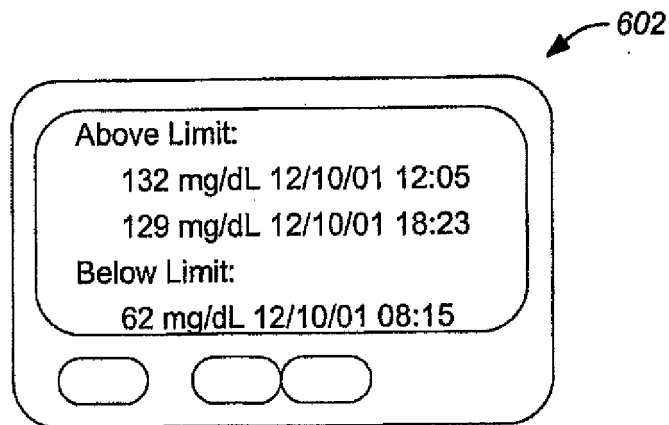 602
Above Limit:
132 mg/dL 12/10/01 12:05
129 mg/dL 12/10/01 18:23
Below Limit:
62 mg/dL 12/10/01 08:15